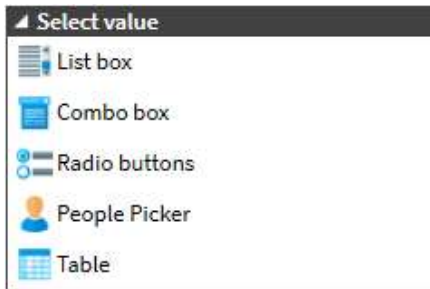 Select value
List box
Combo box
Radio buttons
People Picker
Table